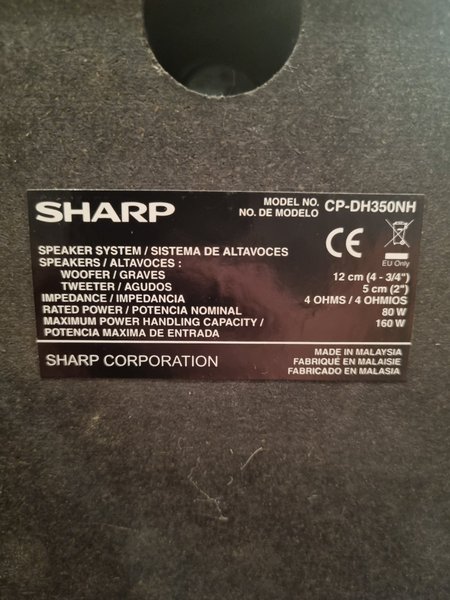 SHARP
MODEL NO. CP-DH350NH
NO. DE MODELO
SPEAKER SYSTEM / SISTEMA DE ALTAVOCES
SPEAKERS / ALTAVOCES :
WOOFER / GRAVES 12 cm (4 - 3/4")
TWEETER / AGUDOS 5 cm (2")
IMPEDANCE / IMPEDANCIA 4 OHMS / 4 OHMIOS
RATED POWER / POTENCIA NOMINAL 80 W
MAXIMUM POWER HANDLING CAPACITY / 160 W
POTENCIA MAXIMA DE ENTRADA
CE
EU Only
SHARP CORPORATION
MADE IN MALAYSIA
FABRIQUÉ EN MALAISIE
FABRICADO EN MALASIA